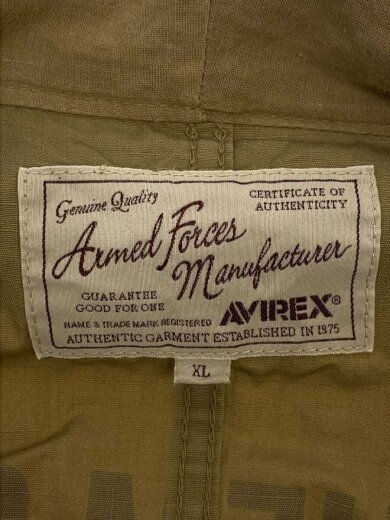 Genuine Quality
CERTIFICATE OF
AUTHENTICITY
Armed Forces
Manufacturer
GUARANTEE
GOOD FOR ONE
AVIREX®
NAME & TRADE MARK REGISTERED
AUTHENTIC GARMENT ESTABLISHED IN 1975
XL